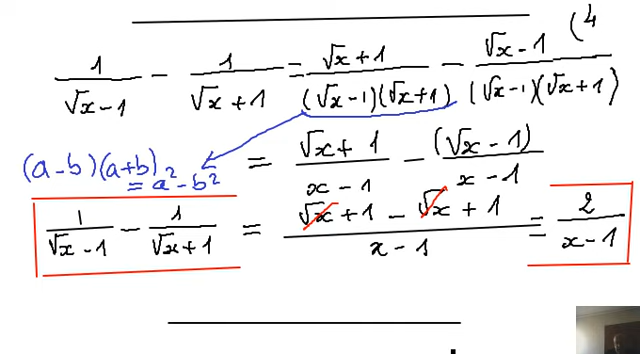 (4
1/(√x-1) - 1/(√x+1) = (√x+1)/((√x-1)(√x+1)) - (√x-1)/((√x-1)(√x+1))
(a-b)(a+b) = a² - b²
= (√x+1)/(x-1) - (√x-1)/(x-1)
1/(√x-1) - 1/(√x+1) = (√x+1-√x+1)/(x-1) = 2/(x-1)